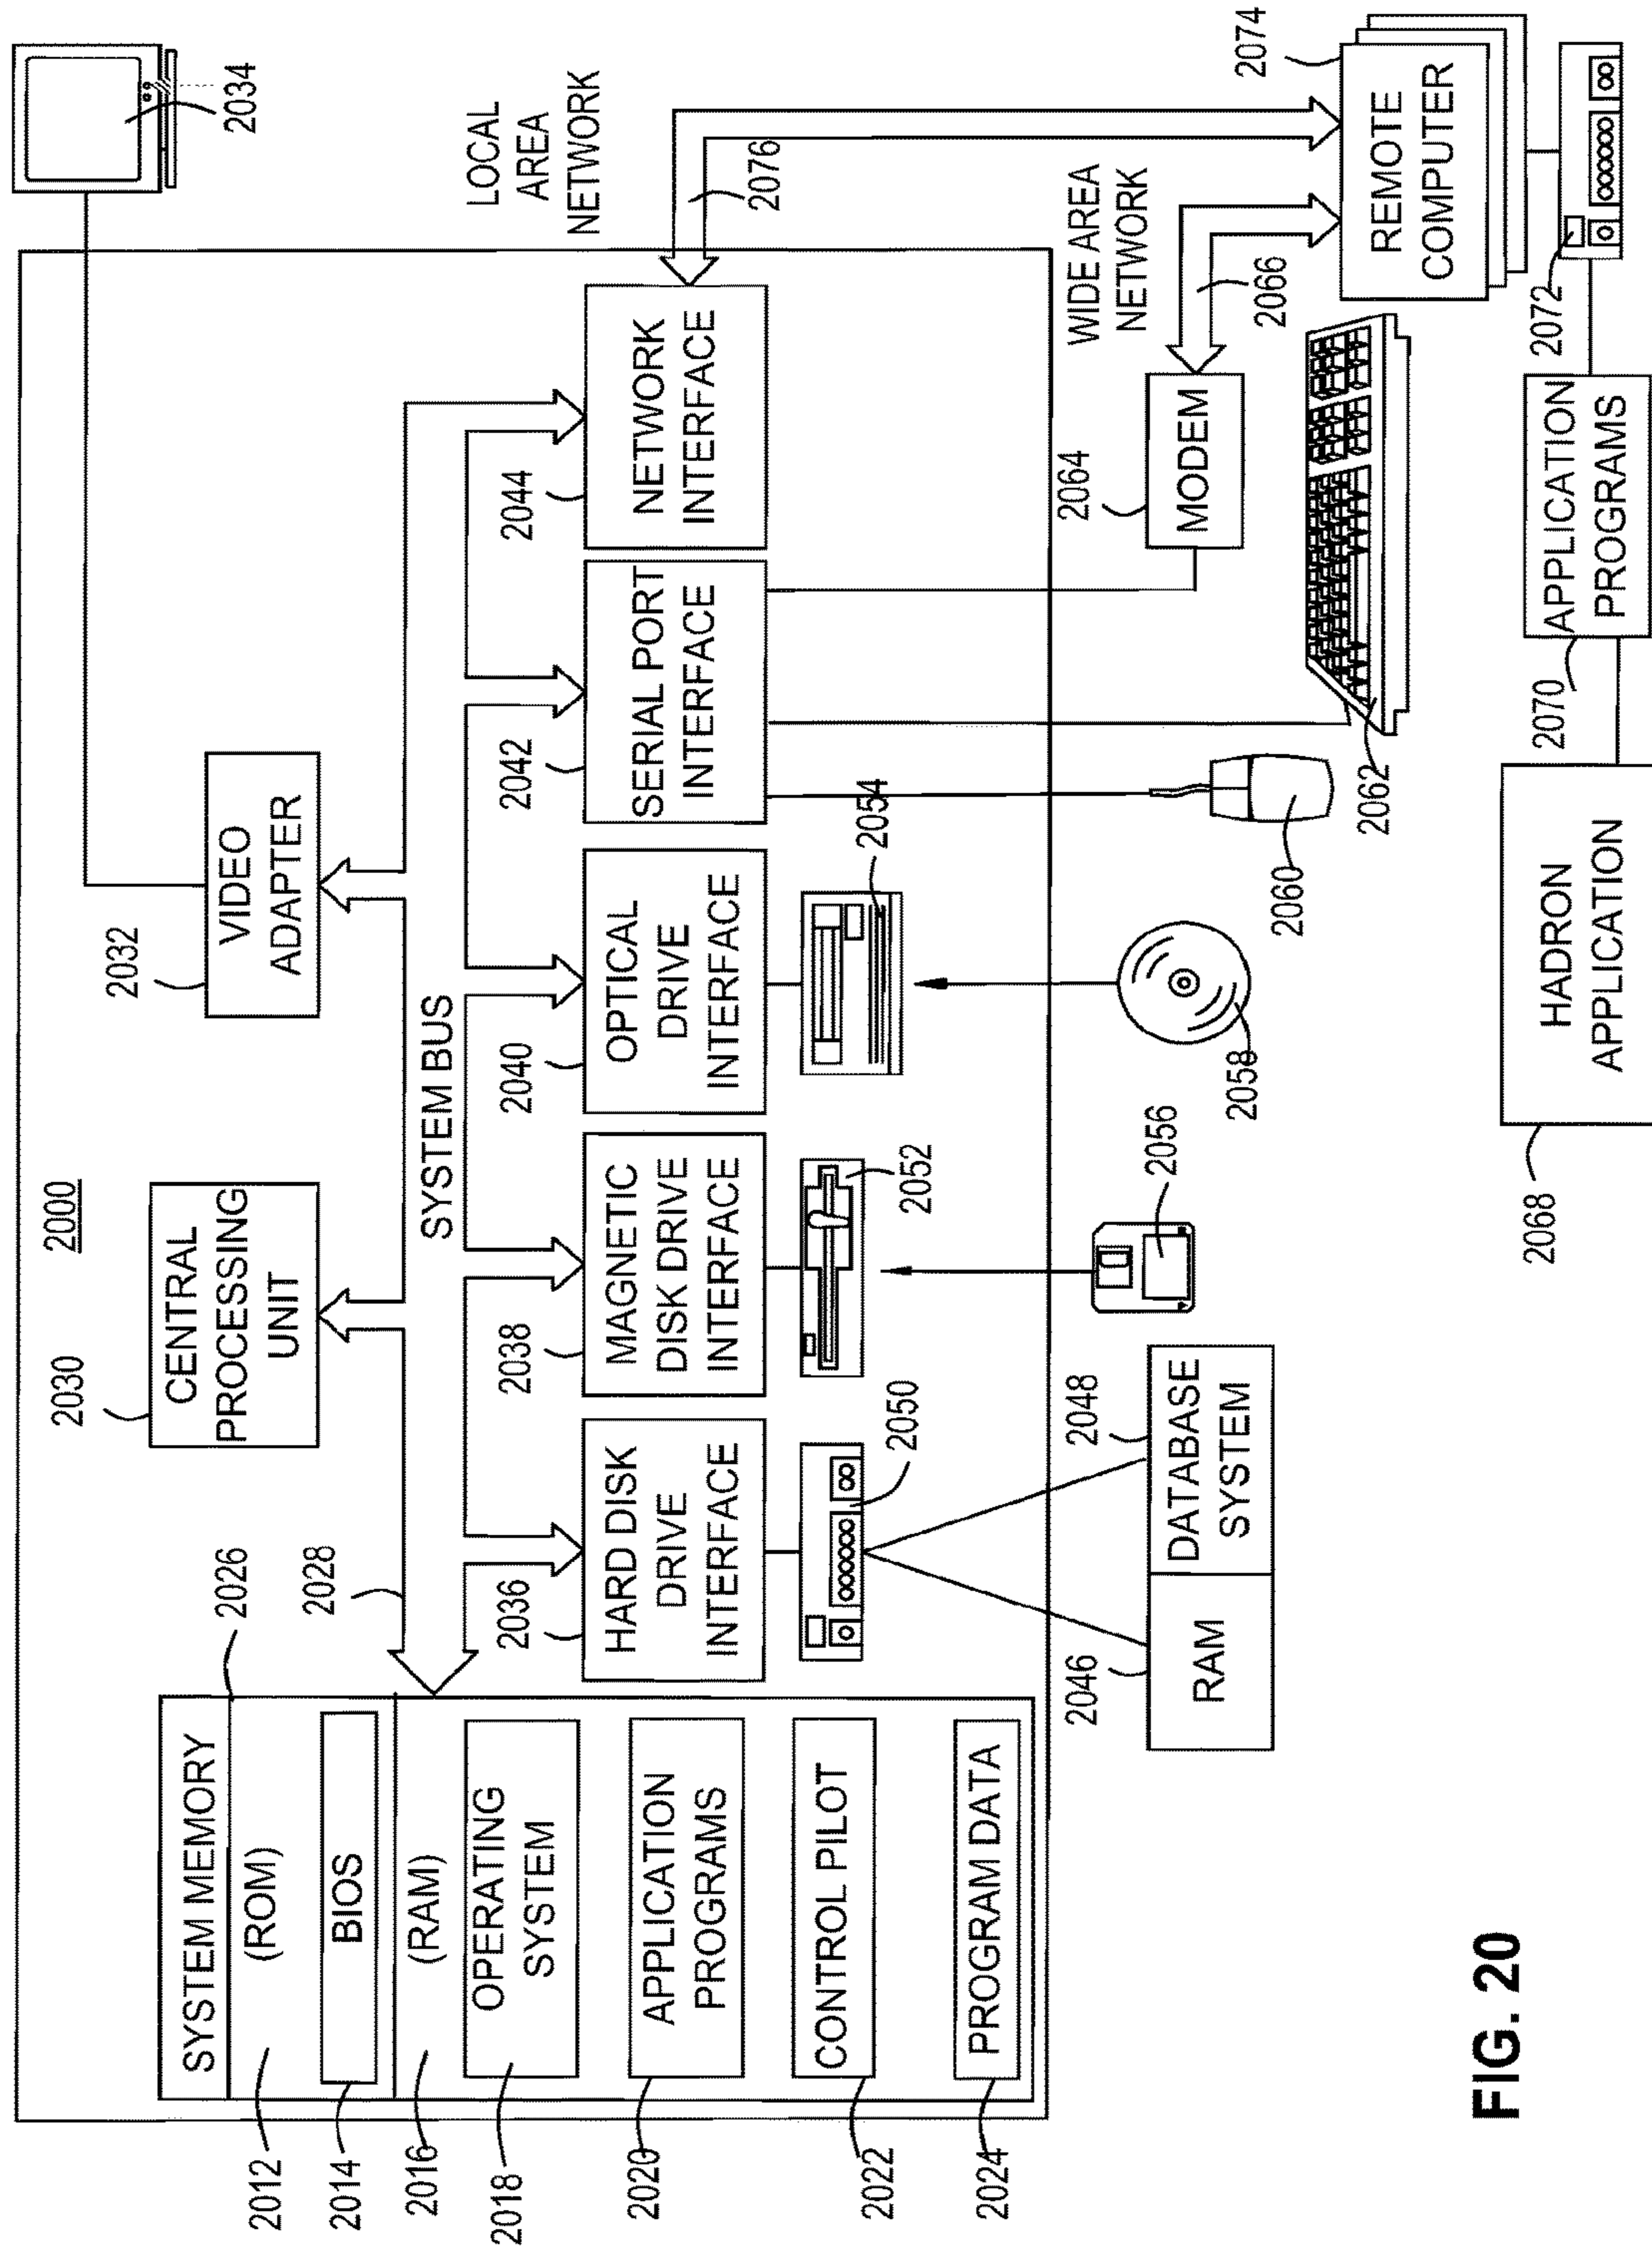 2000
2030
CENTRAL
PROCESSING
UNIT
2032
VIDEO
ADAPTER
2034
SYSTEM MEMORY
2026
2012
(ROM)
2014
BIOS
2016
(RAM)
2018
OPERATING
SYSTEM
2020
APPLICATION
PROGRAMS
2022
CONTROL PILOT
2024
PROGRAM DATA
2028
SYSTEM BUS
2036
HARD DISK
DRIVE
INTERFACE
2038
MAGNETIC
DISK DRIVE
INTERFACE
2040
OPTICAL
DRIVE
INTERFACE
2042
SERIAL PORT
INTERFACE
2044
NETWORK
INTERFACE
LOCAL
AREA
NETWORK
2076
2050
2052
2054
2046
RAM
2048
DATABASE
SYSTEM
2056
2058
2060
2062
2064
MODEM
WIDE AREA
NETWORK
2066
2074
REMOTE
COMPUTER
2072
2068
HADRON
APPLICATION
2070
APPLICATION
PROGRAMS
FIG. 20